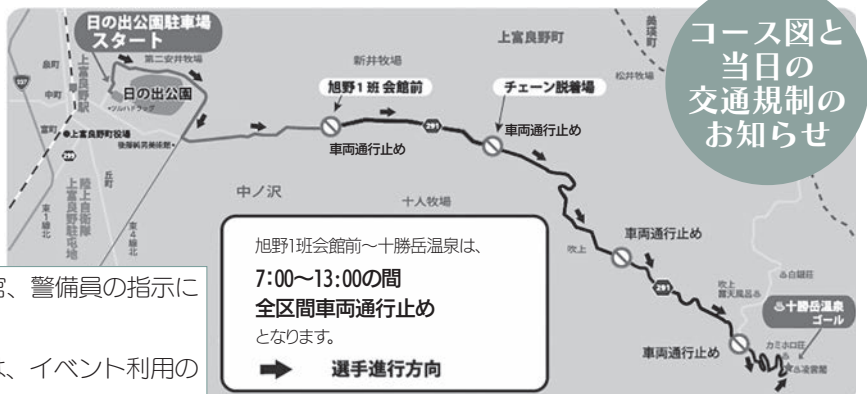 日の出公園駐車場
スタート
コース図と
当日の
交通規制の
お知らせ
上富良野町
美瑛町
第二安井牧場
新井牧場
松井牧場
237
泉町
中町
富町
上富良野駅
日の出公園
ツルハドラッグ
上富良野町役場
後藤純男美術館
299
丘町
陸上自衛隊
上富良野駐屯地
東1線北
東4線北
旭野1班会館前
車両通行止め
291
チェーン脱着場
車両通行止め
中ノ沢
十人牧場
吹上
車両通行止め
291
白銀荘
吹上
露天風呂
十勝岳温泉
ゴール
カミホロ荘
凌雲閣
車両通行止め
旭野1班会館前～十勝岳温泉は、
7:00～13:00の間
全区間車両通行止め
となります。
選手進行方向
官、警備員の指示に
は、イベント利用の